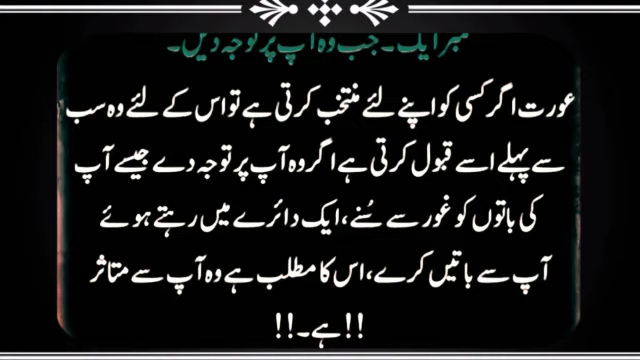 نمبر ایک۔ جب وہ آپ پر توجہ دیں۔
عورت اگر کسی کو اپنے لئے منتخب کرتی ہے تو اس کے لئے وہ سب
سے پہلے اسے قبول کرتی ہے اگر وہ آپ پر توجہ دے جیسے آپ
کی باتوں کو غور سے سُنے، ایک دائرے میں رہتے ہوئے
آپ سے باتیں کرے، اس کا مطلب ہے وہ آپ سے متاثر
ہے۔!!!!